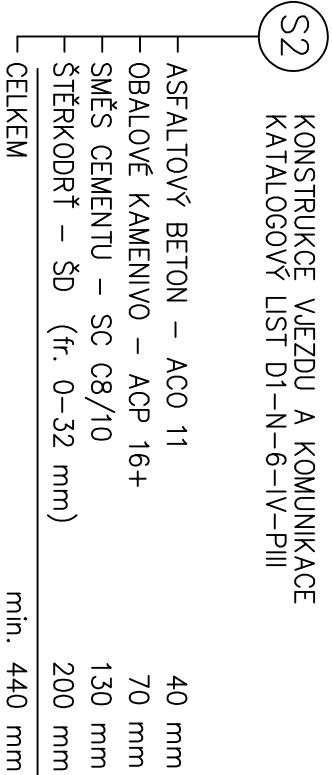 S2
KONSTRUKCE VJEZDU A KOMUNIKACE
KATALOGOVÝ LIST D1-N-6-IV-PIII
ASFALTOVÝ BETON - ACO 11 40 mm
OBALOVÉ KAMENIVO - ACP 16+ 70 mm
SMĚS CEMENTU - SC C8/10 130 mm
ŠTĚRKODRŤ - ŠD (fr. 0-32 mm) 200 mm
CELKEM min. 440 mm